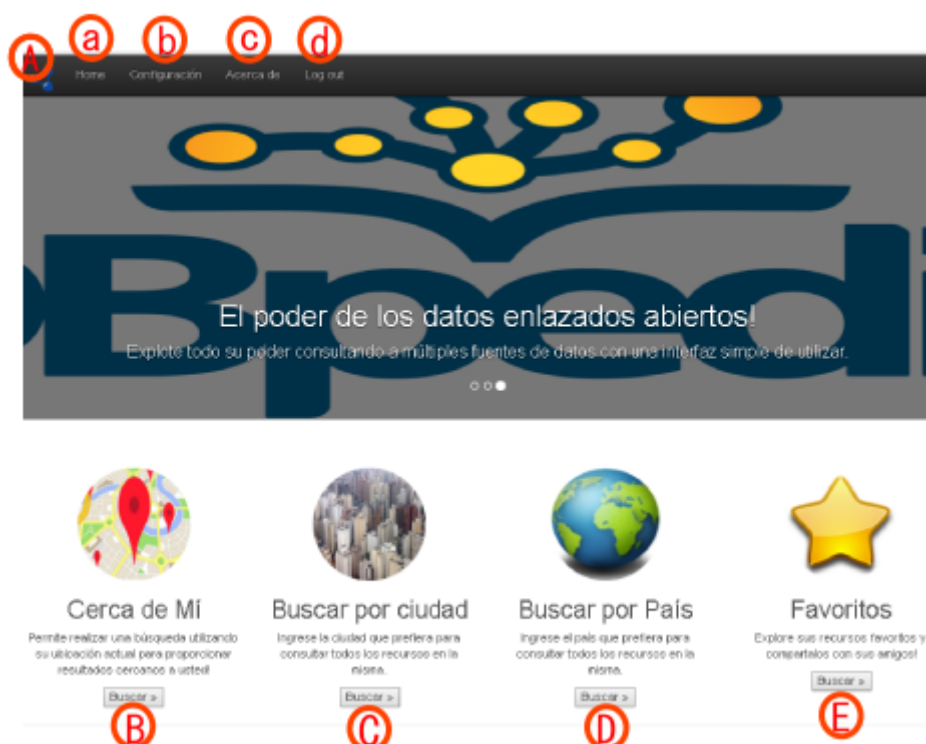 a b c d
A
Home Configuración Acerca de Log out
DBpedi
El poder de los datos enlazados abiertos!
Explote todo su poder consultando a múltiples fuentes de datos con una interfaz simple de utilizar.
Cerca de Mí
Permite realizar una búsqueda utilizando
su ubicación actual para proporcionar
resultados cercanos a usted!
Buscar »
B
Buscar por ciudad
Ingrese la ciudad que prefiera para
consultar todos los recursos en la
misma.
Buscar »
C
Buscar por País
Ingrese el país que prefiera para
consultar todos los recursos en la
misma.
Buscar »
D
Favoritos
Explore sus recursos favoritos y
compartalos con sus amigos!
Buscar »
E